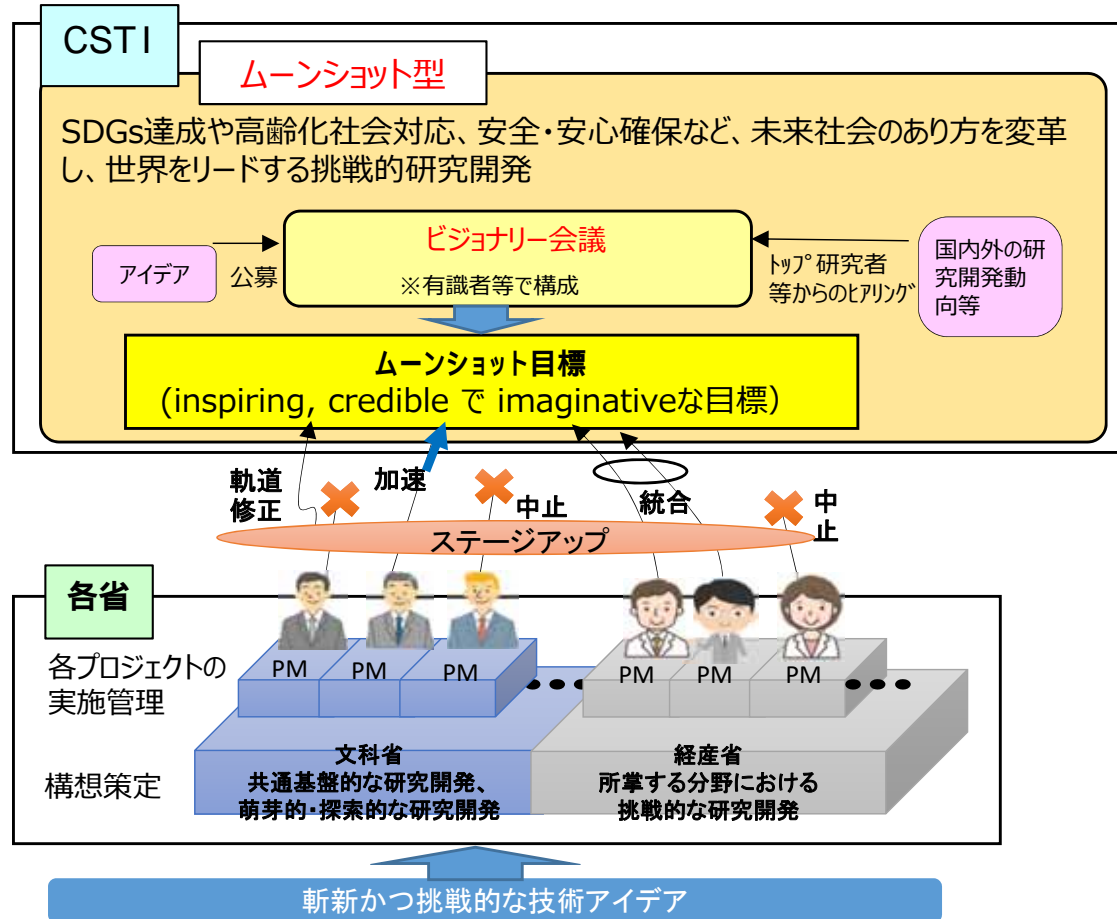 CSTI
ムーンショット型
SDGs達成や高齢化社会対応、安全・安心確保など、未来社会のあり方を変革
し、世界をリードする挑戦的研究開発
ビジョナリー会議
※有識者等で構成
アイデア
公募
ﾄｯﾌﾟ研究者
等からのﾋｱﾘﾝｸﾞ
国内外の研
究開発動
向等
ムーンショット目標
(inspiring, credible で imaginativeな目標)
軌道
修正
加速
中止
統合
中
止
ステージアップ
各省
各プロジェクトの
実施管理
PM
PM
PM
●●●
PM
PM
PM
●●●
構想策定
文科省
共通基盤的な研究開発、
萌芽的・探索的な研究開発
経産省
所掌する分野における
挑戦的な研究開発
斬新かつ挑戦的な技術アイデア